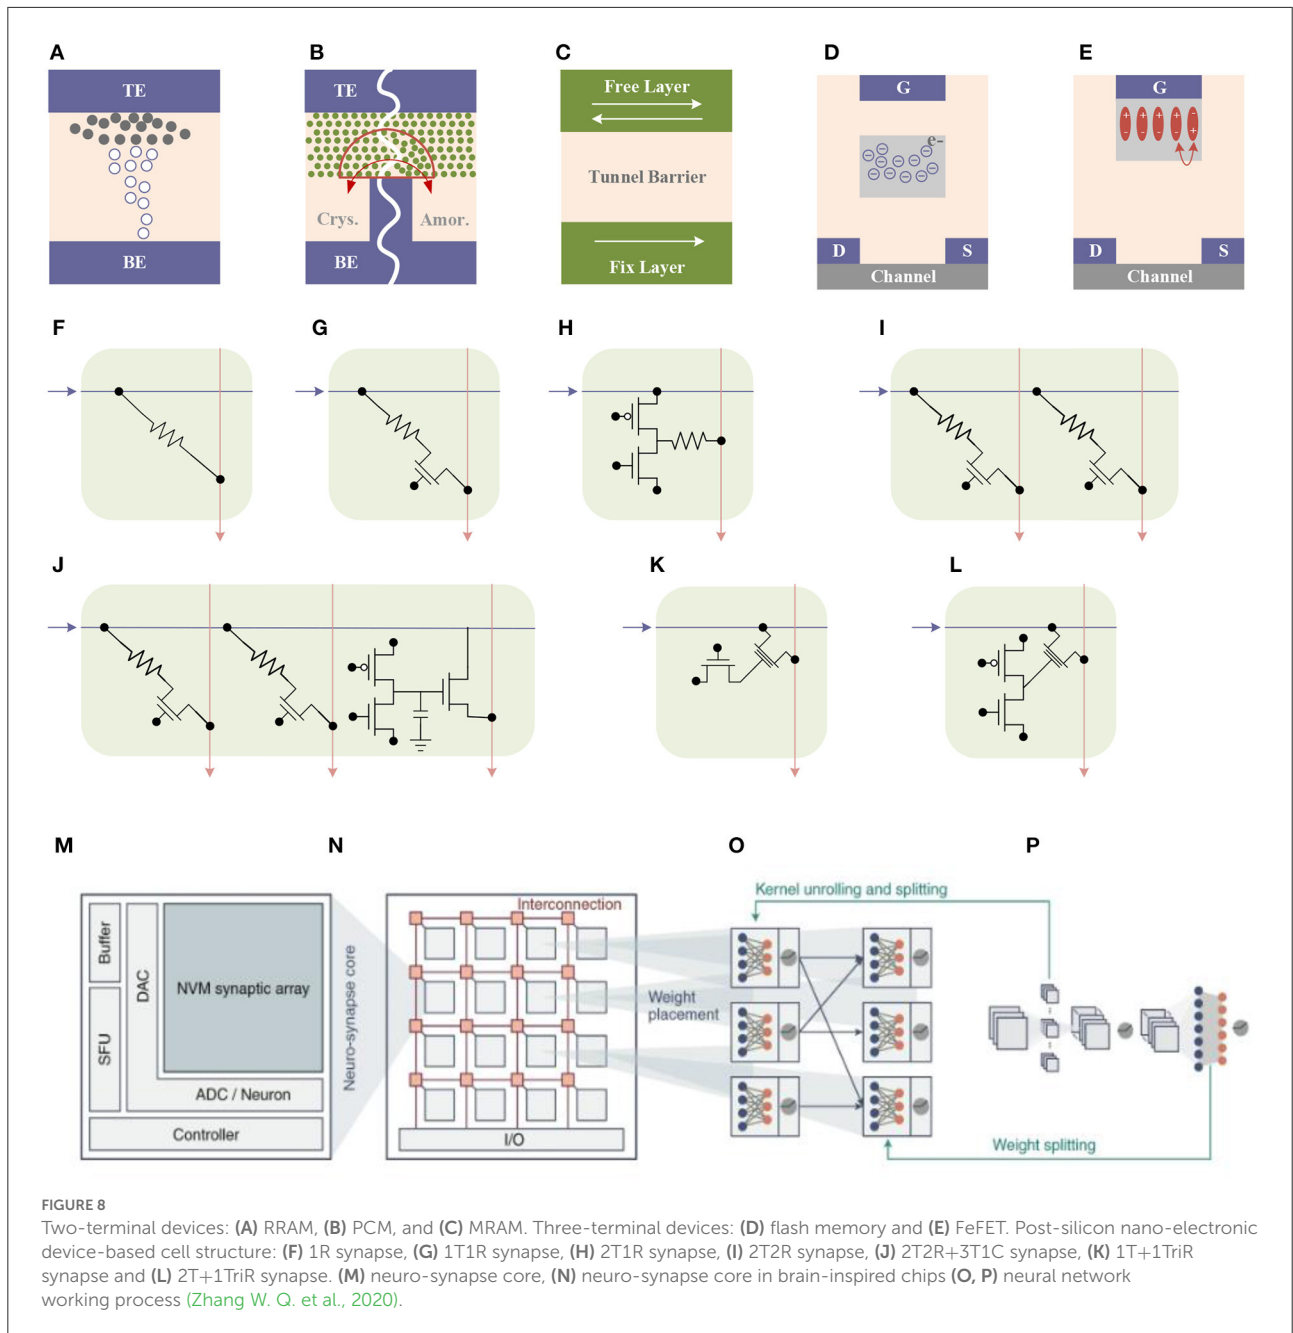 A
B
C
D
E
TE
TE
Free Layer
G
G
e-
+ + + + -
- - - - +
Tunnel Barrier
Crys.
Amor.
BE
BE
Fix Layer
D
S
D
S
Channel
Channel
F
G
H
I
J
K
L
M
N
O
P
Kernel unrolling and splitting
Interconnection
Buffer
DAC
NVM synaptic array
SFU
ADC / Neuron
Controller
Neuro-synapse core
Weight
placement
I/O
Weight splitting
FIGURE 8
Two-terminal devices: (A) RRAM, (B) PCM, and (C) MRAM. Three-terminal devices: (D) flash memory and (E) FeFET. Post-silicon nano-electronic
device-based cell structure: (F) 1R synapse, (G) 1T1R synapse, (H) 2T1R synapse, (I) 2T2R synapse, (J) 2T2R+3T1C synapse, (K) 1T+1TriR
synapse and (L) 2T+1TriR synapse. (M) neuro-synapse core, (N) neuro-synapse core in brain-inspired chips (O, P) neural network
working process (Zhang W. Q. et al., 2020).